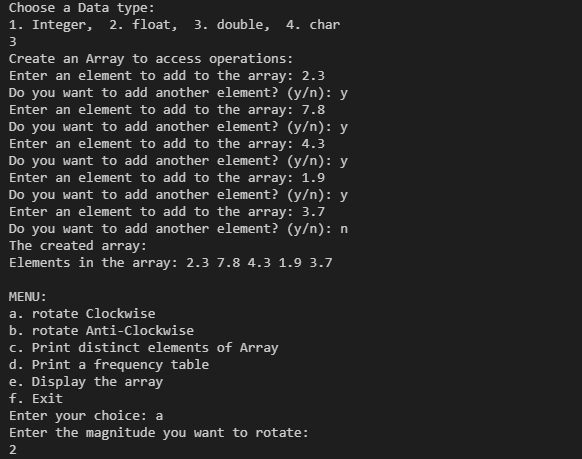 Choose a Data type:
1. Integer,  2. float,  3. double,  4. char
3
Create an Array to access operations:
Enter an element to add to the array: 2.3
Do you want to add another element? (y/n): y
Enter an element to add to the array: 7.8
Do you want to add another element? (y/n): y
Enter an element to add to the array: 4.3
Do you want to add another element? (y/n): y
Enter an element to add to the array: 1.9
Do you want to add another element? (y/n): y
Enter an element to add to the array: 3.7
Do you want to add another element? (y/n): n
The created array:
Elements in the array: 2.3 7.8 4.3 1.9 3.7

MENU:
a. rotate Clockwise
b. rotate Anti-Clockwise
c. Print distinct elements of Array
d. Print a frequency table
e. Display the array
f. Exit
Enter your choice: a
Enter the magnitude you want to rotate:
2